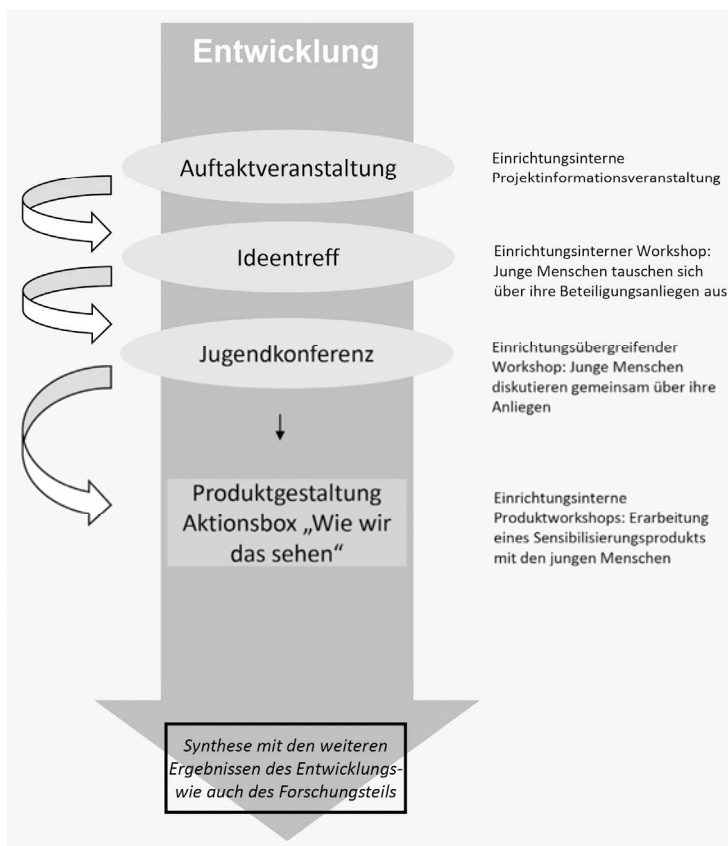 Entwicklung
Auftaktveranstaltung
Einrichtungsinterne
Projektinformationsveranstaltung
Ideentreff
Einrichtungsinterner Workshop:
Junge Menschen tauschen sich
über ihre Beteiligungsanliegen aus
Jugendkonferenz
Einrichtungsübergreifender
Workshop: Junge Menschen
diskutieren gemeinsam über ihre
Anliegen
Produktgestaltung
Aktionsbox „Wie wir
das sehen“
Einrichtungsinterne
Produktworkshops: Erarbeitung
eines Sensibilisierungsprodukts
mit den jungen Menschen
Synthese mit den weiteren
Ergebnissen des Entwicklungs-
wie auch des Forschungsteils